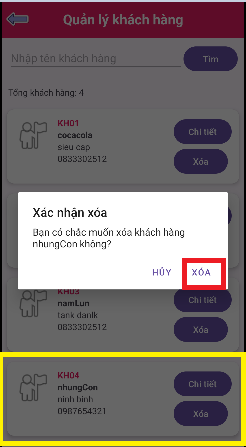 Quản lý khách hàng
Nhập tên khách hàng
Tìm
Tổng khách hàng: 4
KH01
cocacola
sieu cap
0833302512
Chi tiết
Xóa
Xác nhận xóa
Bạn có chắc muốn xóa khách hàng
nhungCon không?
HỦY
XÓA
KH03
namLun
tank danlk
0833302512
Chi tiết
Xóa
KH04
nhungCon
ninh binh
0987654321
Chi tiết
Xóa